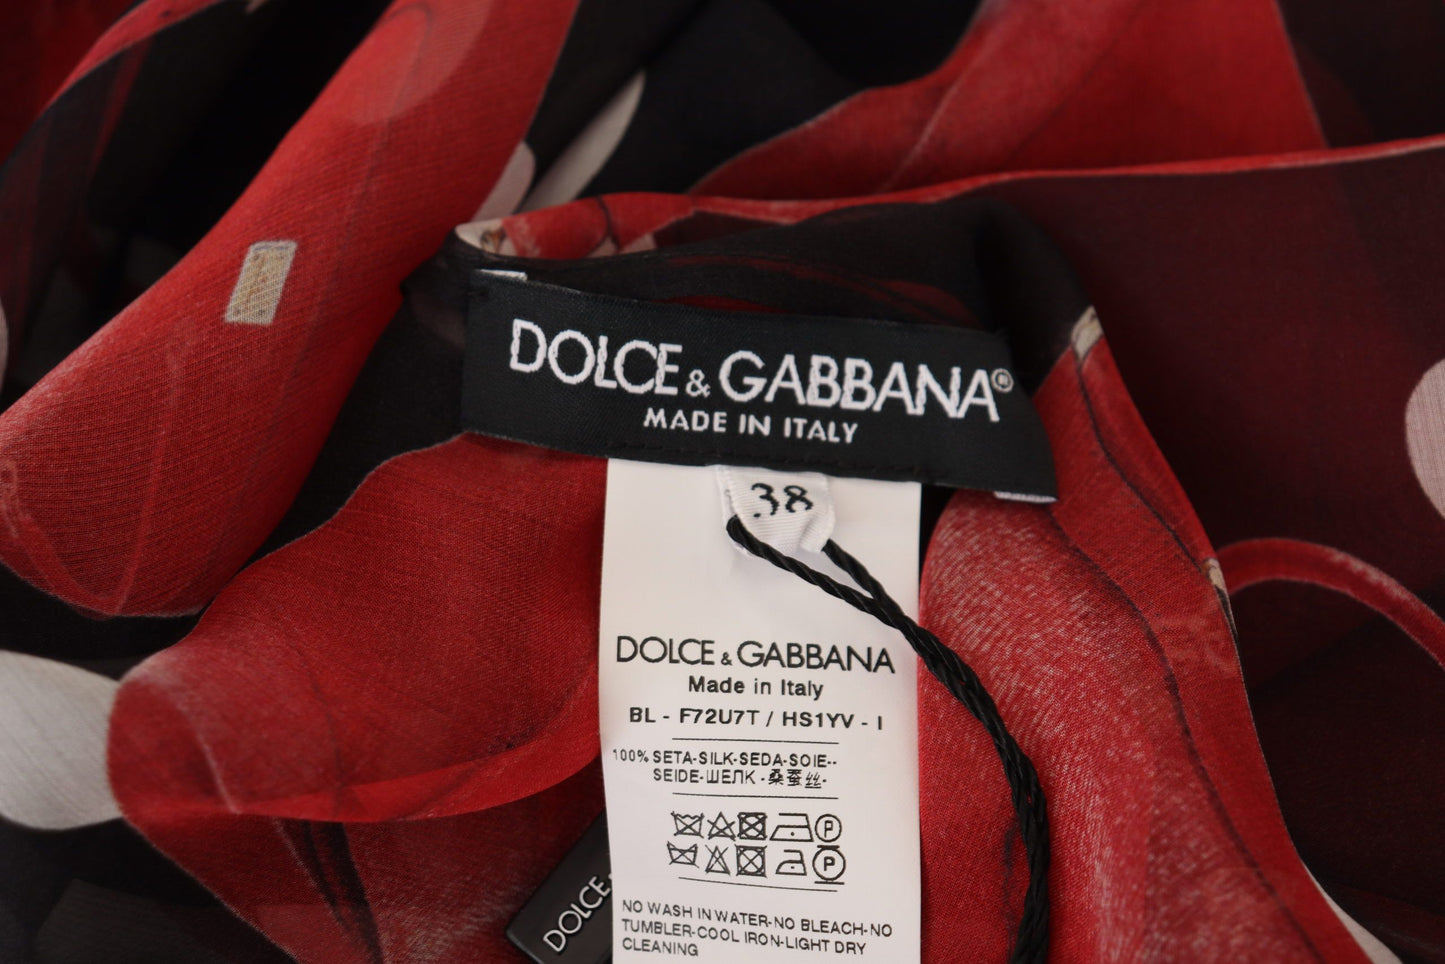 DOLCE & GABBANA®
MADE IN ITALY
38
DOLCE & GABBANA
Made in Italy
BL - F72U7T / HS1YV - I
100% SETA-SILK-SEDA-SOIE--
SEIDE-ШЕЛК -桑蚕丝-
P
P
NO WASH IN WATER-NO BLEACH-NO
TUMBLER-COOL IRON-LIGHT DRY
CLEANING
DOLCE